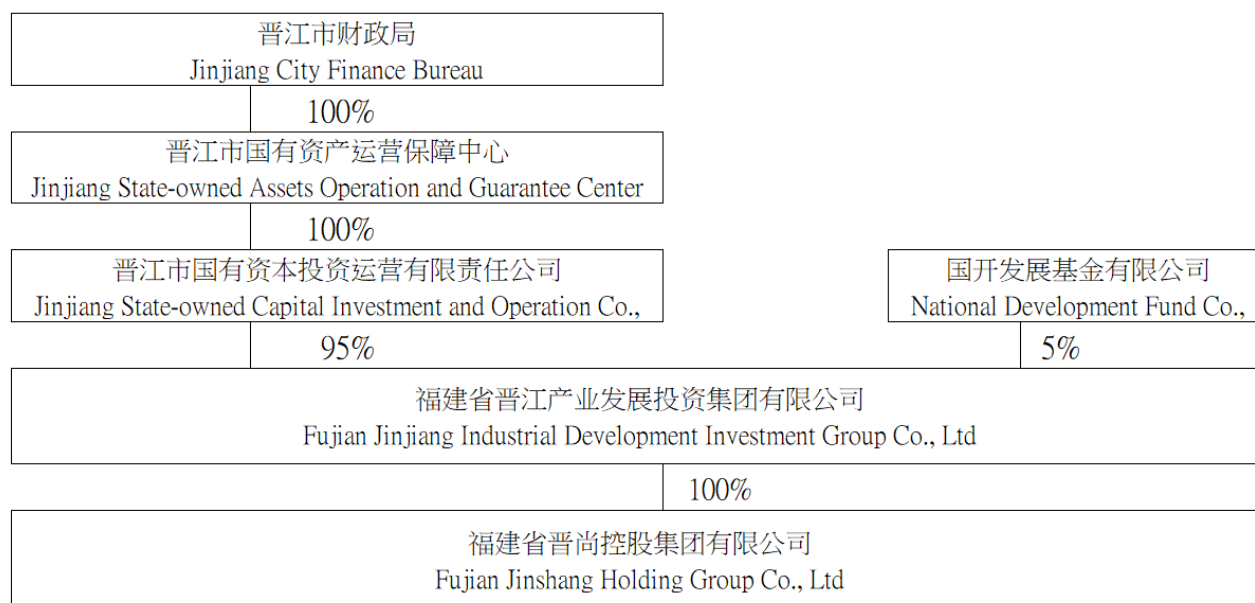 晋江市财政局
Jinjiang City Finance Bureau
100%
晋江市国有资产运营保障中心
Jinjiang State-owned Assets Operation and Guarantee Center
100%
晋江市国有资本投资运营有限责任公司
Jinjiang State-owned Capital Investment and Operation Co.,
国开发展基金有限公司
National Development Fund Co.,
95%
5%
福建省晋江产业发展投资集团有限公司
Fujian Jinjiang Industrial Development Investment Group Co., Ltd
100%
福建省晋尚控股集团有限公司
Fujian Jinshang Holding Group Co., Ltd